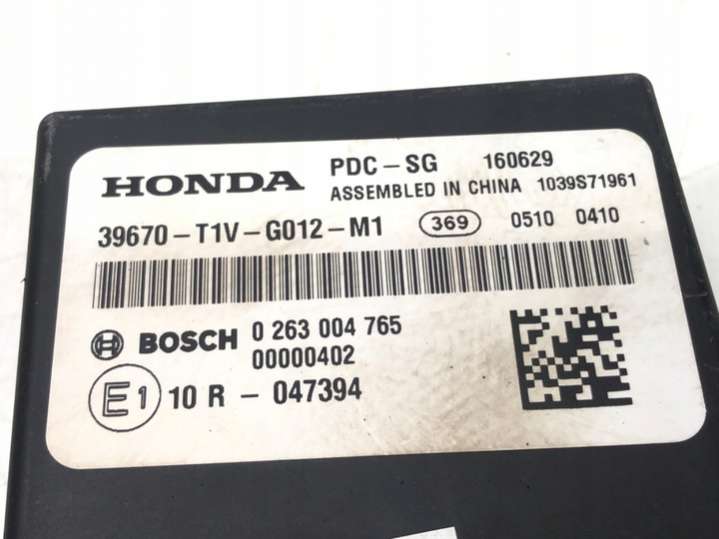 HONDA PDC-SG 160629
ASSEMBLED IN CHINA 1039S71961
39670-T1V-G012-M1 369 0510 0410
BOSCH 0 263 004 765
00000402
E1 10 R - 047394